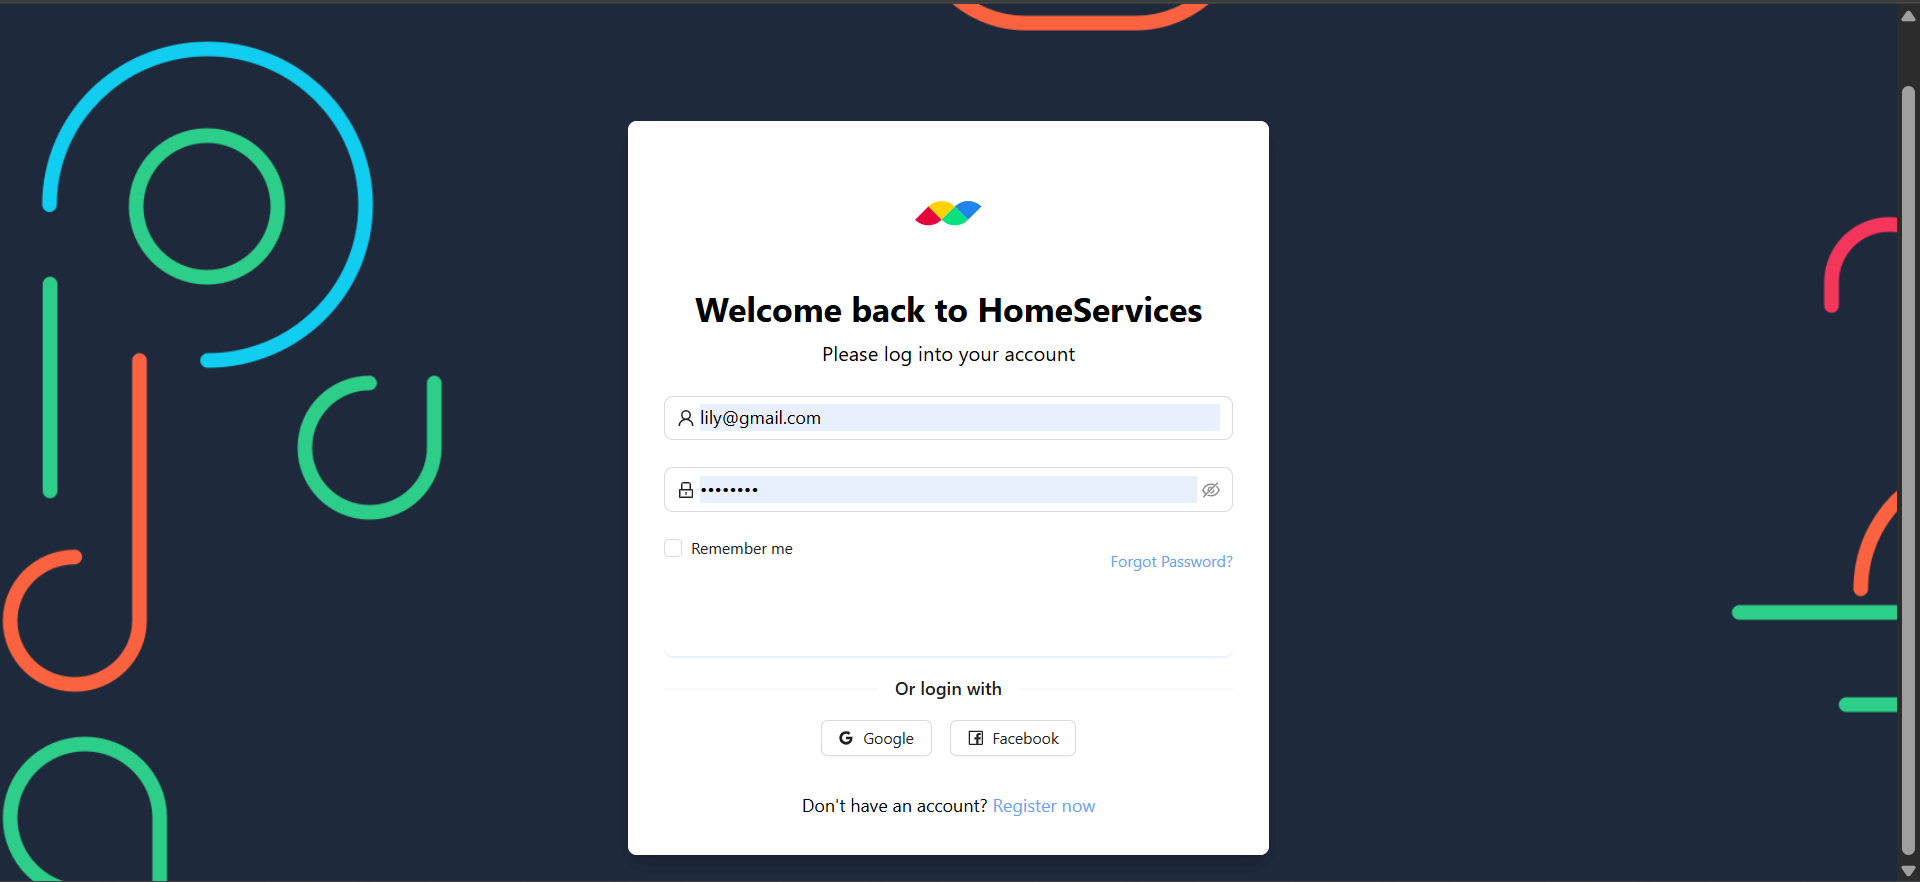 Welcome back to HomeServices
Please log into your account
lily@gmail.com
••••••••
Remember me
Forgot Password?
Or login with
Google
Facebook
Don't have an account? Register now